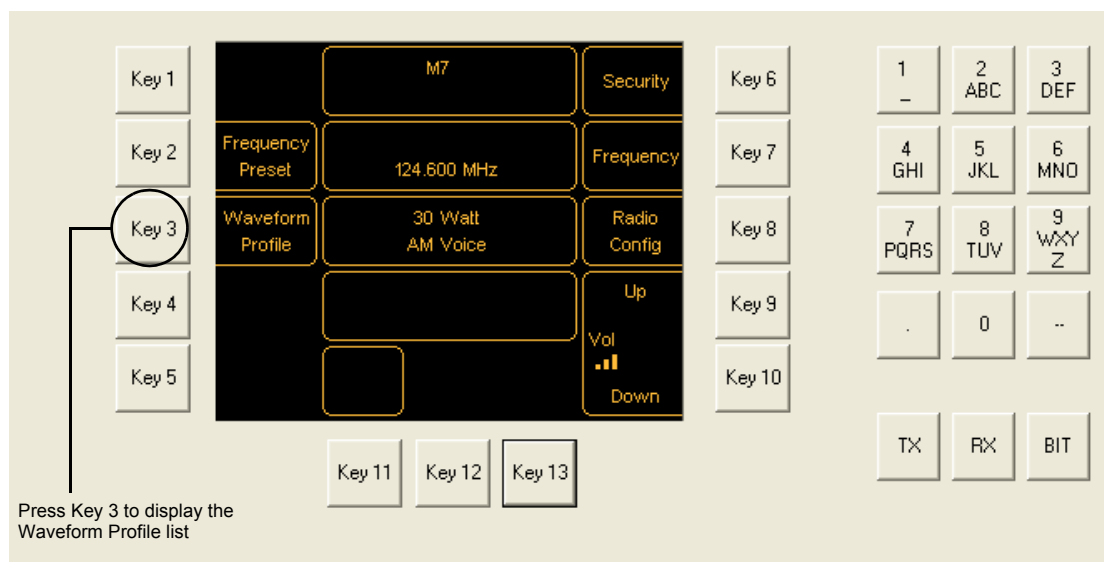 Key 1
M7
Security
Key 6
1
_
2
ABC
3
DEF
Key 2
Frequency
Preset
124.600 MHz
Frequency
Key 7
4
GHI
5
JKL
6
MNO
Key 3
Waveform
Profile
30 Watt
AM Voice
Radio
Config
Key 8
7
PQRS
8
TUV
9
WXY
Z
Key 4
Up
Key 9
.
0
--
Key 5
Vol
Down
Key 10
Key 11
Key 12
Key 13
TX
RX
BIT
Press Key 3 to display the
Waveform Profile list